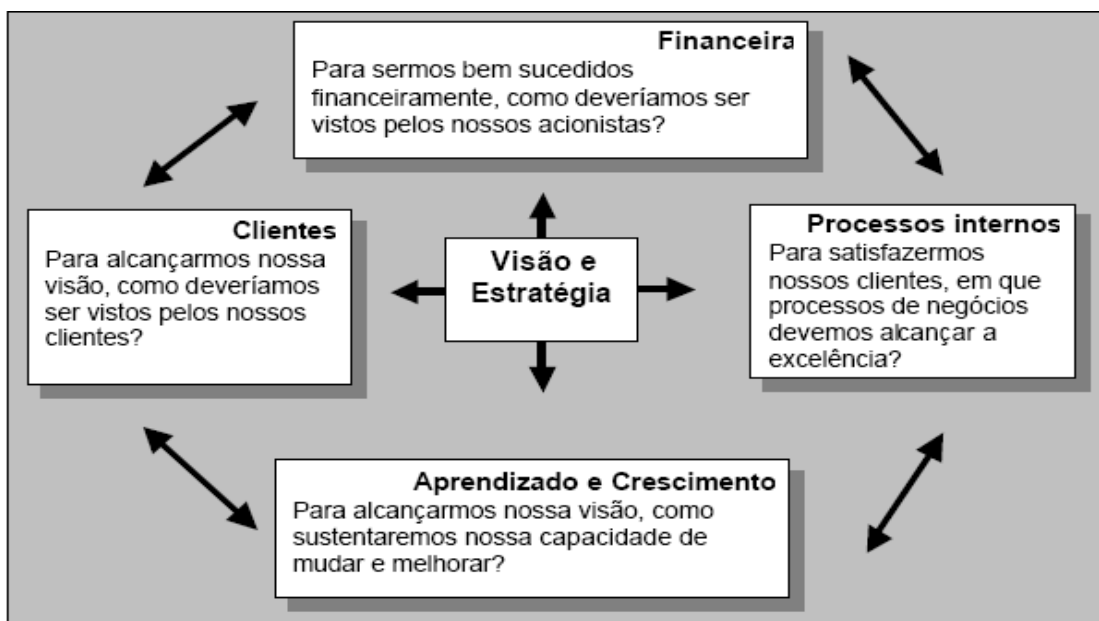 Financeira
Para sermos bem sucedidos
financeiramente, como deveríamos ser
vistos pelos nossos acionistas?
Clientes
Para alcançarmos nossa
visão, como deveríamos
ser vistos pelos nossos
clientes?
Visão e
Estratégia
Processos internos
Para satisfazermos
nossos clientes, em que
processos de negócios
devemos alcançar a
excelência?
Aprendizado e Crescimento
Para alcançarmos nossa visão, como
sustentaremos nossa capacidade de
mudar e melhorar?